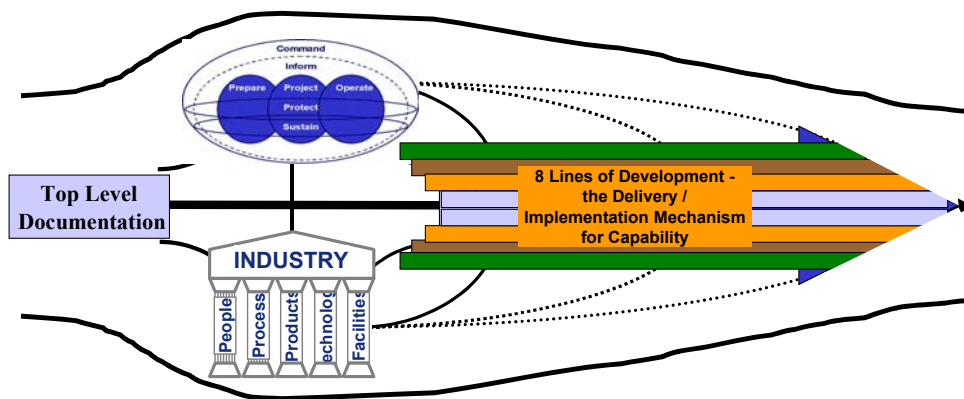 Command
Inform
Prepare Project Operate
Protect
Sustain
Top Level
Documentation
8 Lines of Development -
the Delivery /
Implementation Mechanism
for Capability
INDUSTRY
People
Process
Products
echnolog
Facilities